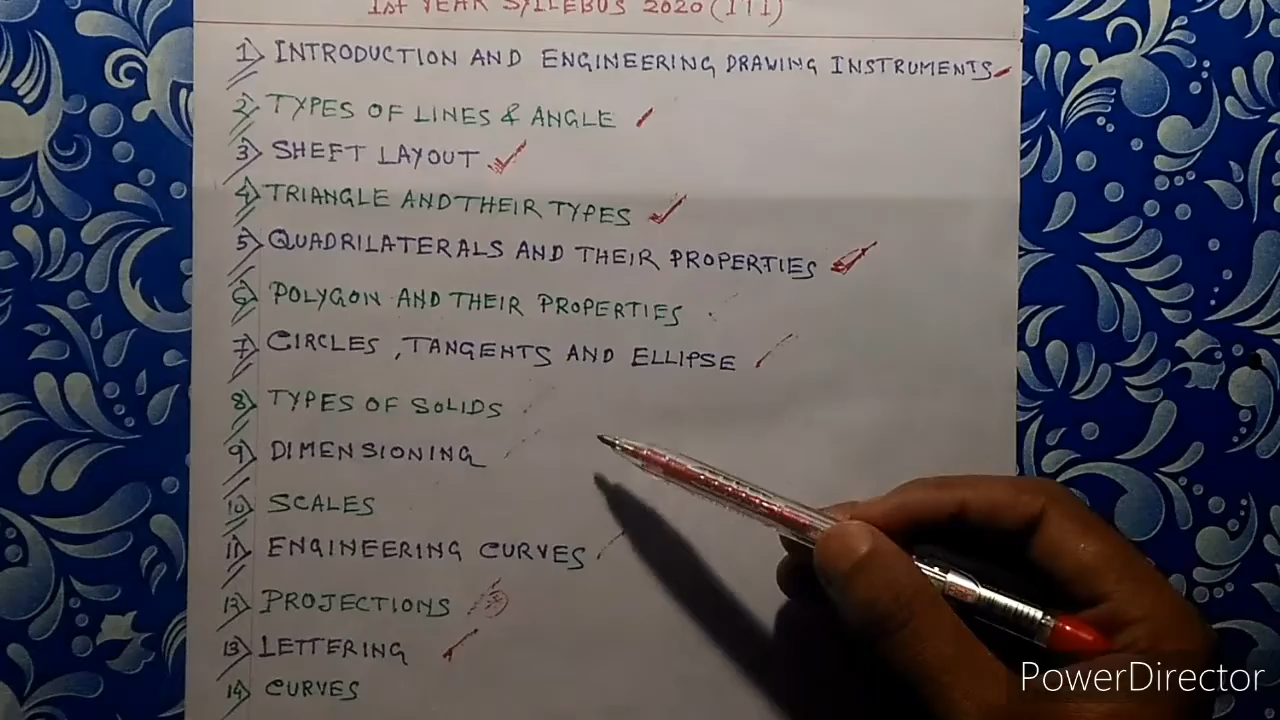 1st YEAR SYLLEBUS 2020 (ITI)
1) INTRODUCTION AND ENGINEERING DRAWING INSTRUMENTS
2) TYPES OF LINES & ANGLE
3) SHEET LAYOUT
4) TRIANGLE AND THEIR TYPES
5) QUADRILATERALS AND THEIR PROPERTIES
6) POLYGON AND THEIR PROPERTIES
7) CIRCLES, TANGENTS AND ELLIPSE
8) TYPES OF SOLIDS
9) DIMENSIONING
10) SCALES
11) ENGINEERING CURVES
12) PROJECTIONS
13) LETTERING
14) CURVES
PowerDirector